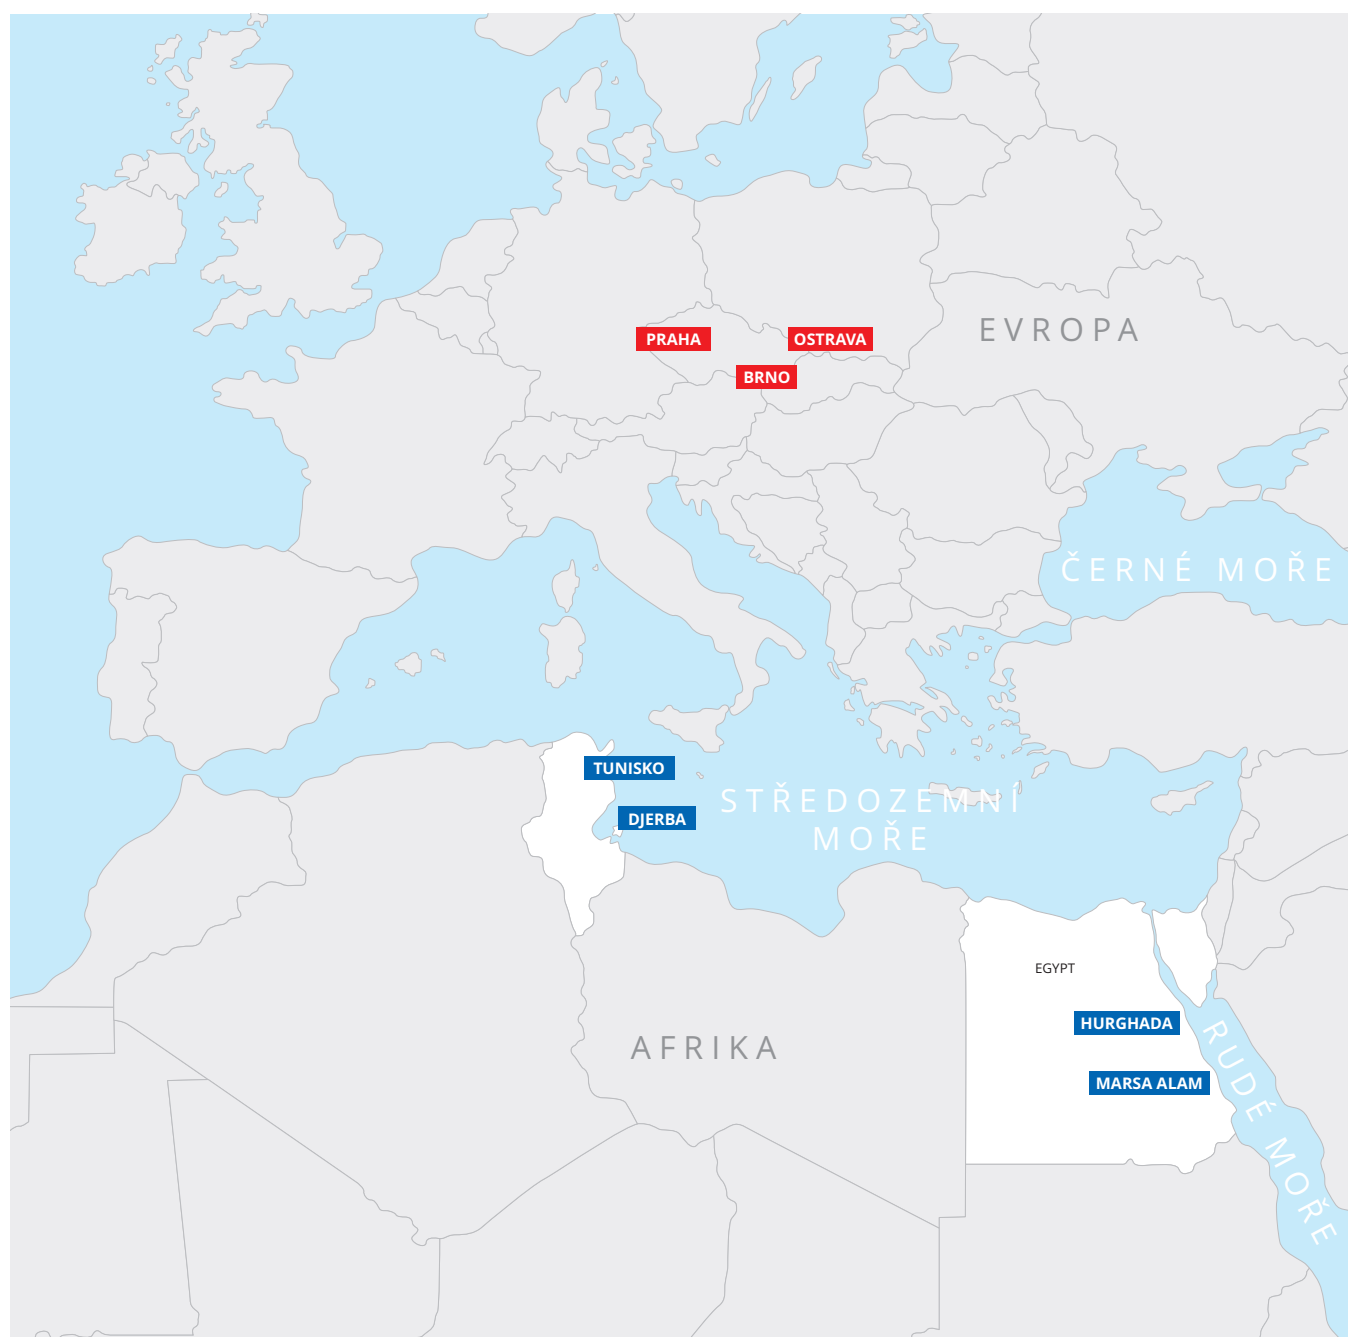 EVROPA
PRAHA
OSTRAVA
BRNO
ČERNÉ MOŘE
TUNISKO
DJERBA
STŘEDOZEMNÍ
MOŘE
EGYPT
HURGHADA
AFRIKA
MARSA ALAM
RUDÉ MOŘE